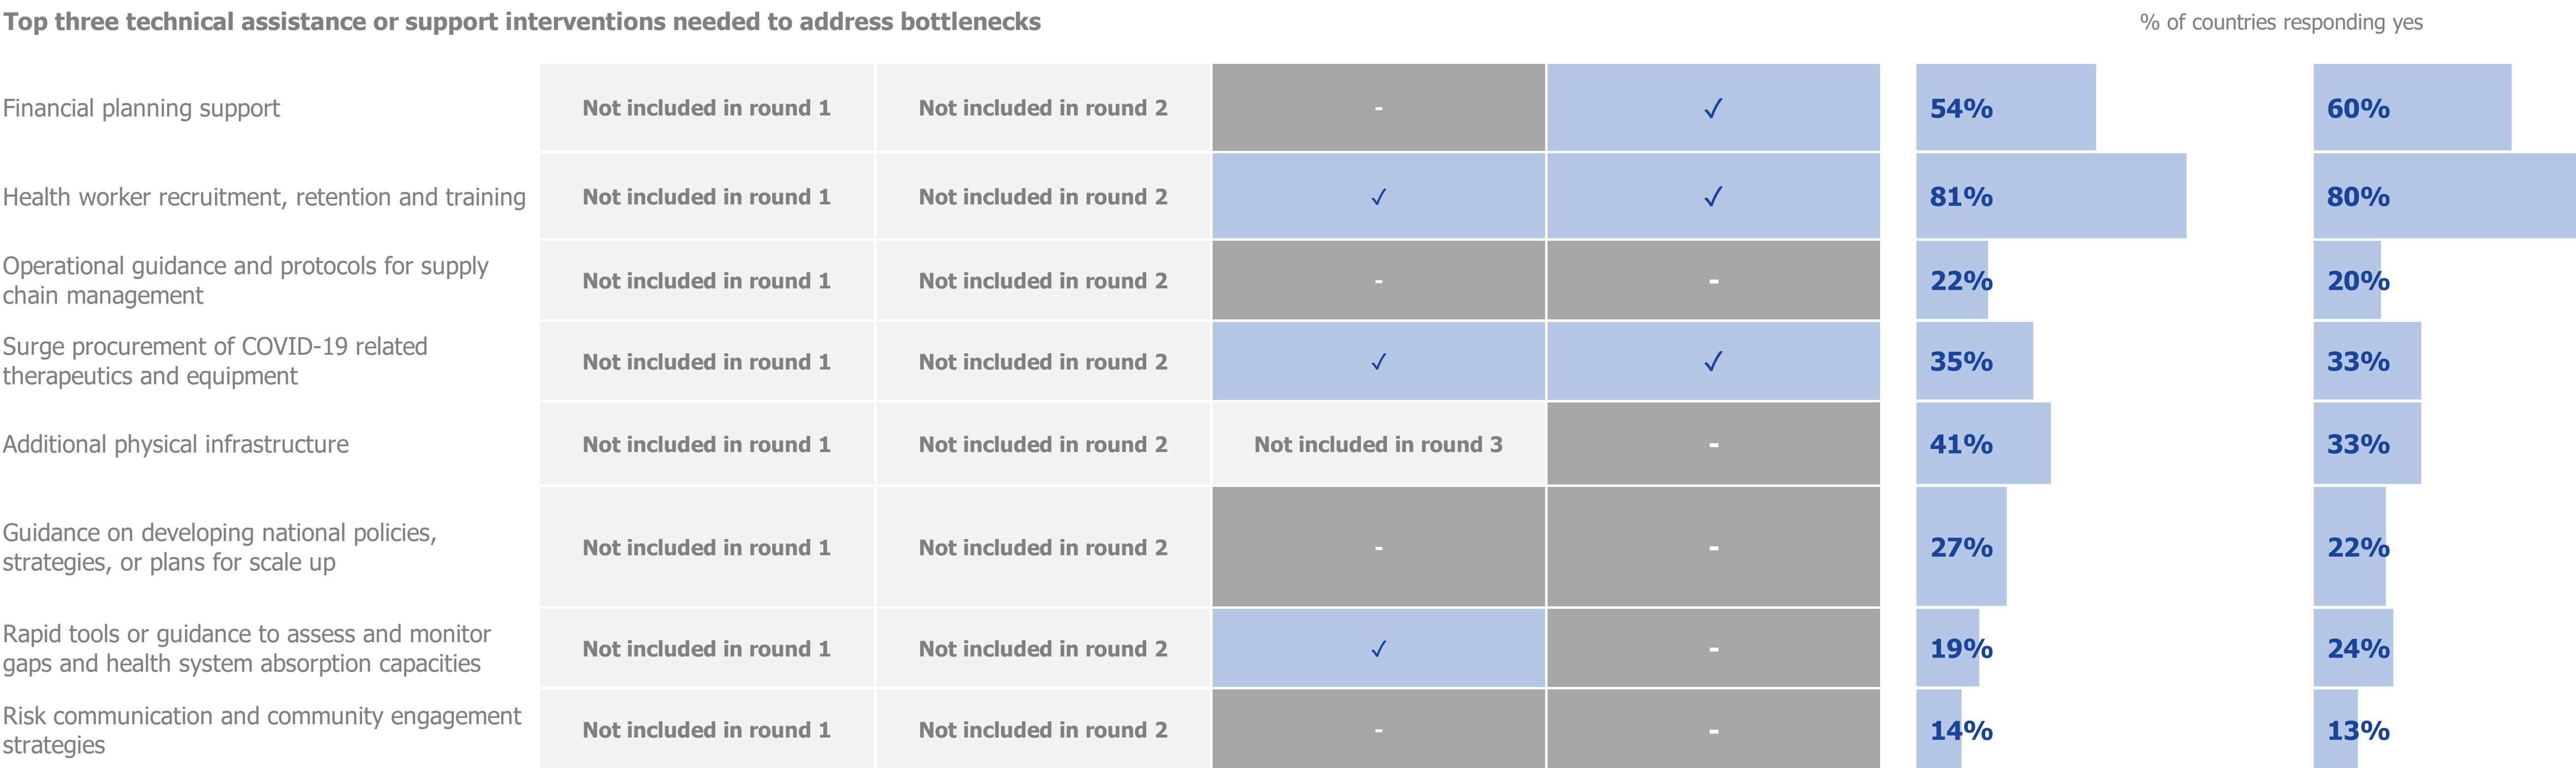 Top three technical assistance or support interventions needed to address bottlenecks
% of countries responding yes
Financial planning support
Not included in round 1
Not included in round 2
-
✓
54%
60%
Health worker recruitment, retention and training
Not included in round 1
Not included in round 2
✓
✓
81%
80%
Operational guidance and protocols for supply
chain management
Not included in round 1
Not included in round 2
-
-
22%
20%
Surge procurement of COVID-19 related
therapeutics and equipment
Not included in round 1
Not included in round 2
✓
✓
35%
33%
Additional physical infrastructure
Not included in round 1
Not included in round 2
Not included in round 3
-
41%
33%
Guidance on developing national policies,
strategies, or plans for scale up
Not included in round 1
Not included in round 2
-
-
27%
22%
Rapid tools or guidance to assess and monitor
gaps and health system absorption capacities
Not included in round 1
Not included in round 2
✓
-
19%
24%
Risk communication and community engagement
strategies
Not included in round 1
Not included in round 2
-
-
14%
13%